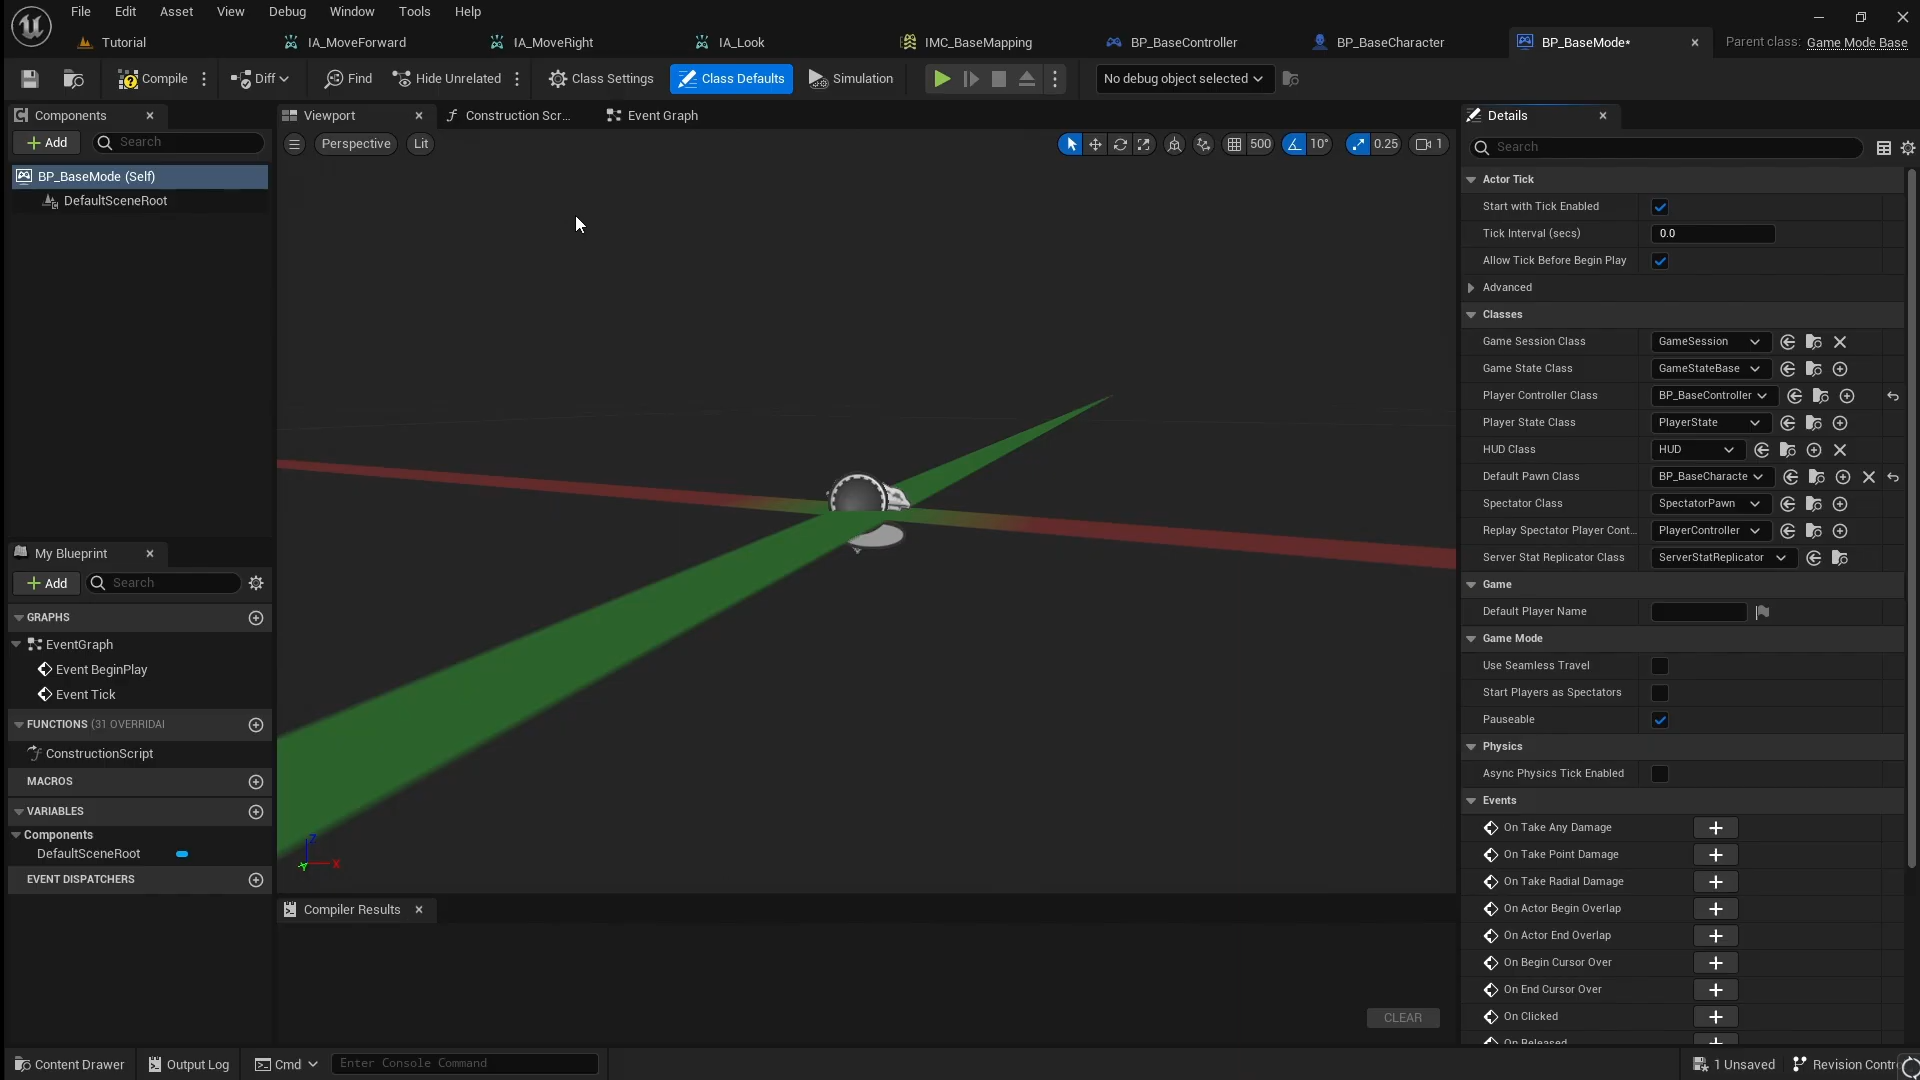 File Edit Asset View Debug Window Tools Help
Tutorial IA_MoveForward IA_MoveRight IA_Look IMC_BaseMapping BP_BaseController BP_BaseCharacter BP_BaseMode* Parent class: Game Mode Base
Compile Diff Find Hide Unrelated Class Settings Class Defaults Simulation No debug object selected
Components
Add Search
BP_BaseMode (Self)
DefaultSceneRoot
My Blueprint
Add Search
GRAPHS
EventGraph
Event BeginPlay
Event Tick
FUNCTIONS (31 OVERRIDAI
ConstructionScript
MACROS
VARIABLES
Components
DefaultSceneRoot
EVENT DISPATCHERS
Viewport Construction Scr... Event Graph
Perspective Lit 500 10° 0.25 1
Z
Y X
Compiler Results
CLEAR
Details
Search
Actor Tick
Start with Tick Enabled
Tick Interval (secs) 0.0
Allow Tick Before Begin Play
Advanced
Classes
Game Session Class GameSession
Game State Class GameStateBase
Player Controller Class BP_BaseController
Player State Class PlayerState
HUD Class HUD
Default Pawn Class BP_BaseCharacte
Spectator Class SpectatorPawn
Replay Spectator Player Cont... PlayerController
Server Stat Replicator Class ServerStatReplicator
Game
Default Player Name
Game Mode
Use Seamless Travel
Start Players as Spectators
Pauseable
Physics
Async Physics Tick Enabled
Events
On Take Any Damage
On Take Point Damage
On Take Radial Damage
On Actor Begin Overlap
On Actor End Overlap
On Begin Cursor Over
On End Cursor Over
On Clicked
On Released
Content Drawer Output Log Cmd Enter Console Command 1 Unsaved Revision Contr